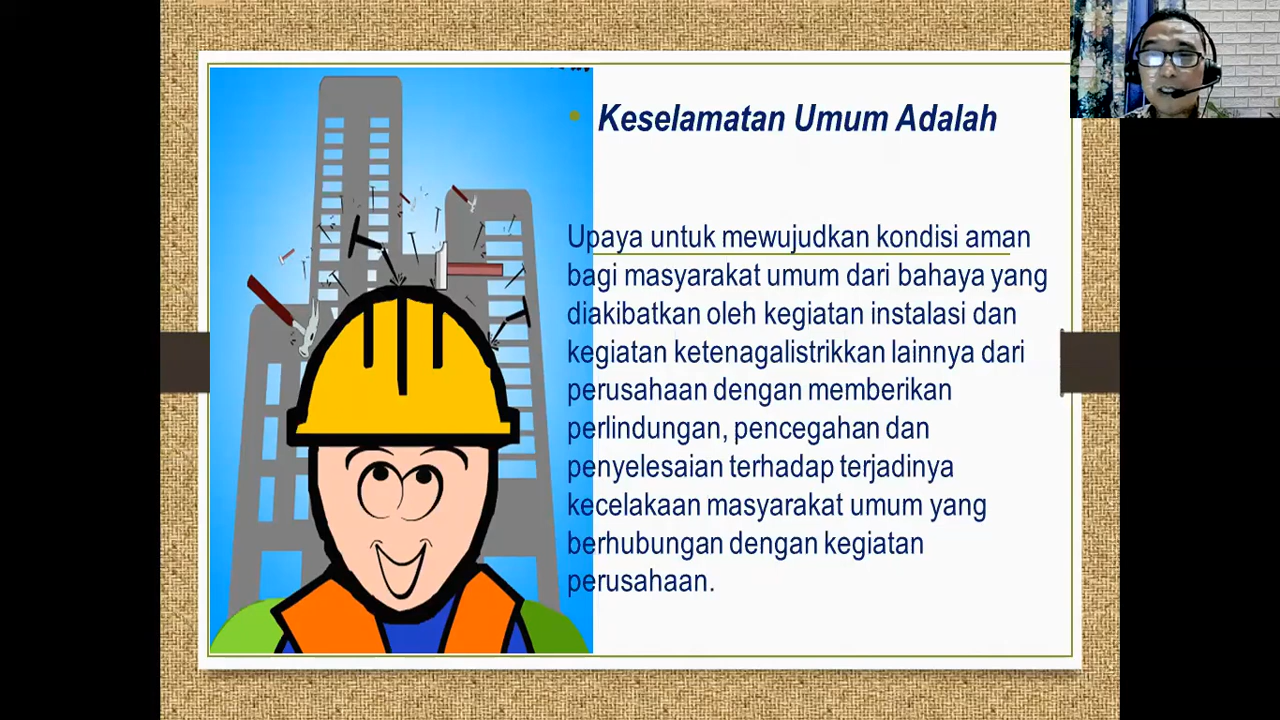 Keselamatan Umum Adalah
Upaya untuk mewujudkan kondisi aman
bagi masyarakat umum dari bahaya yang
diakibatkan oleh kegiatan instalasi dan
kegiatan ketenagalistrikkan lainnya dari
perusahaan dengan memberikan
perlindungan, pencegahan dan
penyelesaian terhadap terjadinya
kecelakaan masyarakat umum yang
berhubungan dengan kegiatan
perusahaan.